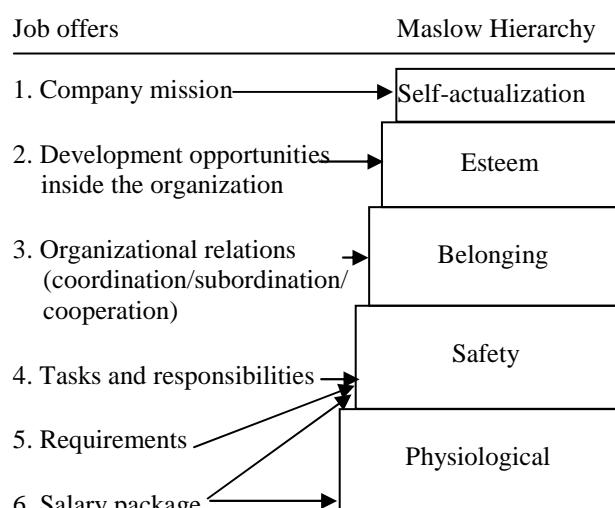 Job offers Maslow Hierarchy
1. Company mission Self-actualization
2. Development opportunities
inside the organization
Esteem
3. Organizational relations
(coordination/subordination/
cooperation)
Belonging
Safety
4. Tasks and responsibilities
5. Requirements
Physiological
6. Salary package